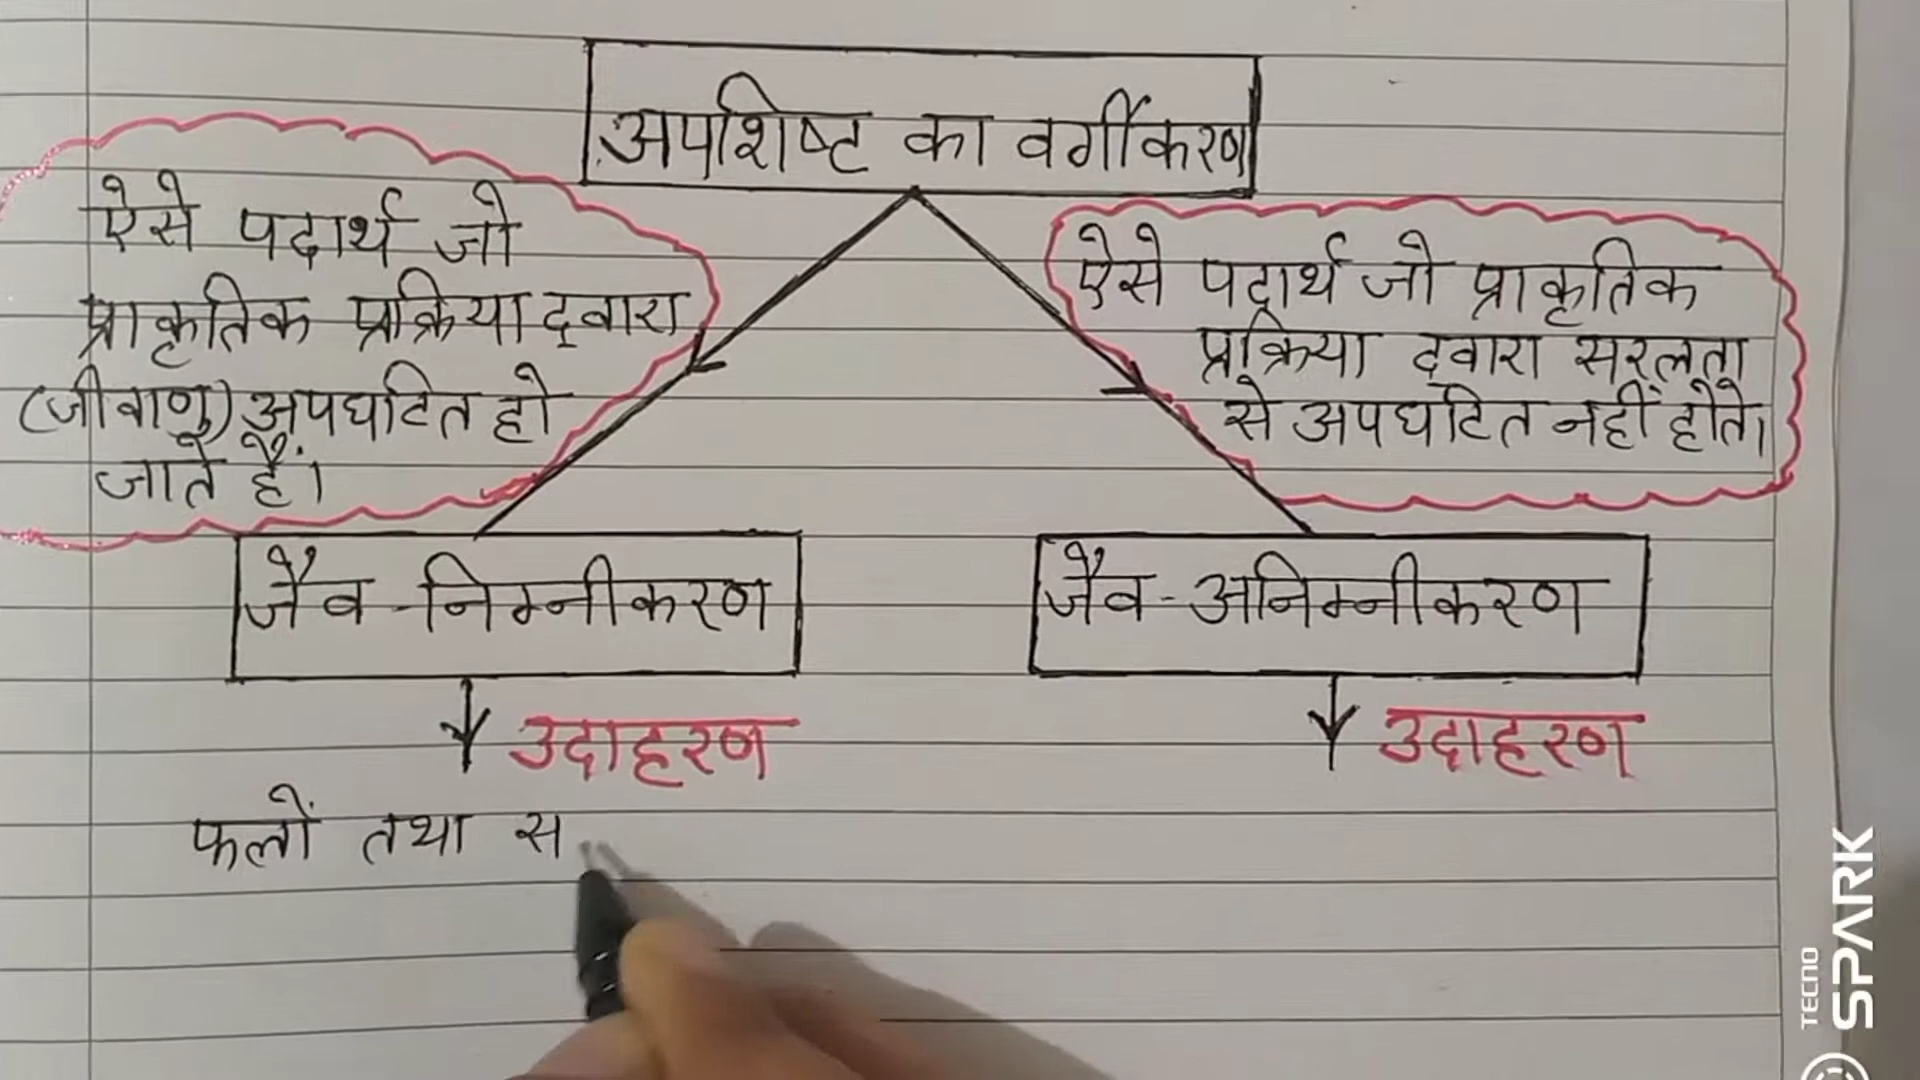 अपशिष्ट का वर्गीकरण
ऐसे पदार्थ जो
प्राकृतिक प्रक्रिया द्वारा
(जीवाणु) अपघटित हो
जाते हैं।
ऐसे पदार्थ जो प्राकृतिक
प्रक्रिया द्वारा सरलता
से अपघटित नहीं होते।
जैव-निम्नीकरण
जैव-अनिम्नीकरण
उदाहरण
उदाहरण
फलों तथा स
TECNO
SPARK